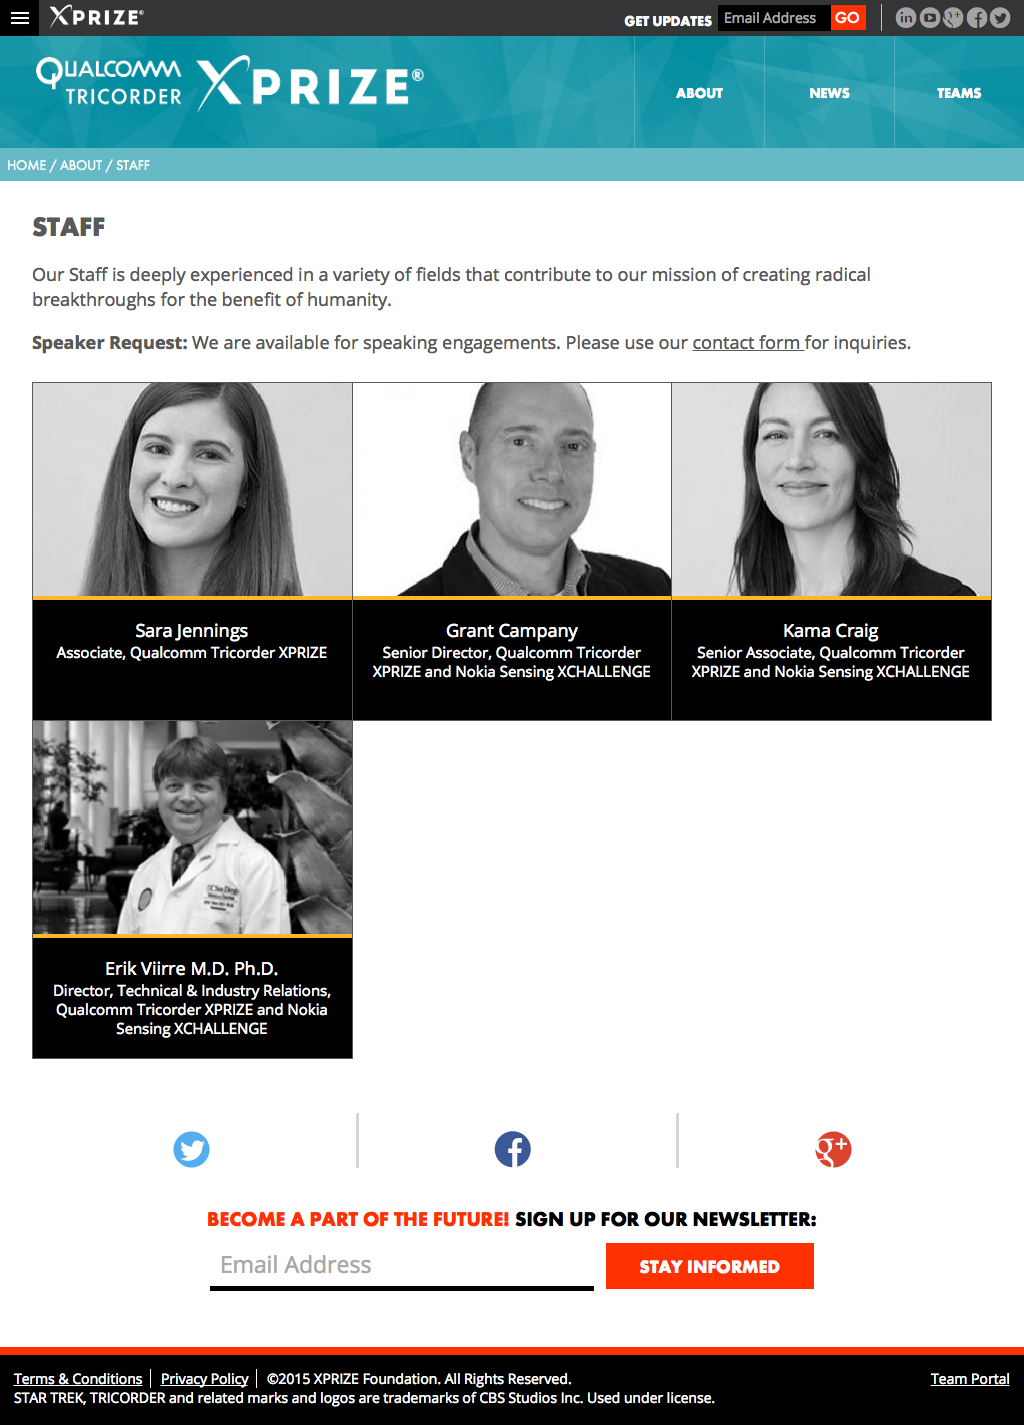 XPRIZE®
GET UPDATES
Email Address
GO
QUALCOMM
TRICORDER
XPRIZE®
ABOUT
NEWS
TEAMS
HOME / ABOUT / STAFF
STAFF
Our Staff is deeply experienced in a variety of fields that contribute to our mission of creating radical
breakthroughs for the benefit of humanity.
Speaker Request: We are available for speaking engagements. Please use our contact form for inquiries.
Sara Jennings
Associate, Qualcomm Tricorder XPRIZE
Grant Campany
Senior Director, Qualcomm Tricorder
XPRIZE and Nokia Sensing XCHALLENGE
Kama Craig
Senior Associate, Qualcomm Tricorder
XPRIZE and Nokia Sensing XCHALLENGE
UC San Diego
Erik Viirre M.D. Ph.D.
Director, Technical & Industry Relations,
Qualcomm Tricorder XPRIZE and Nokia
Sensing XCHALLENGE
BECOME A PART OF THE FUTURE! SIGN UP FOR OUR NEWSLETTER:
Email Address
STAY INFORMED
Terms & Conditions
Privacy Policy
©2015 XPRIZE Foundation. All Rights Reserved.
Team Portal
STAR TREK, TRICORDER and related marks and logos are trademarks of CBS Studios Inc. Used under license.